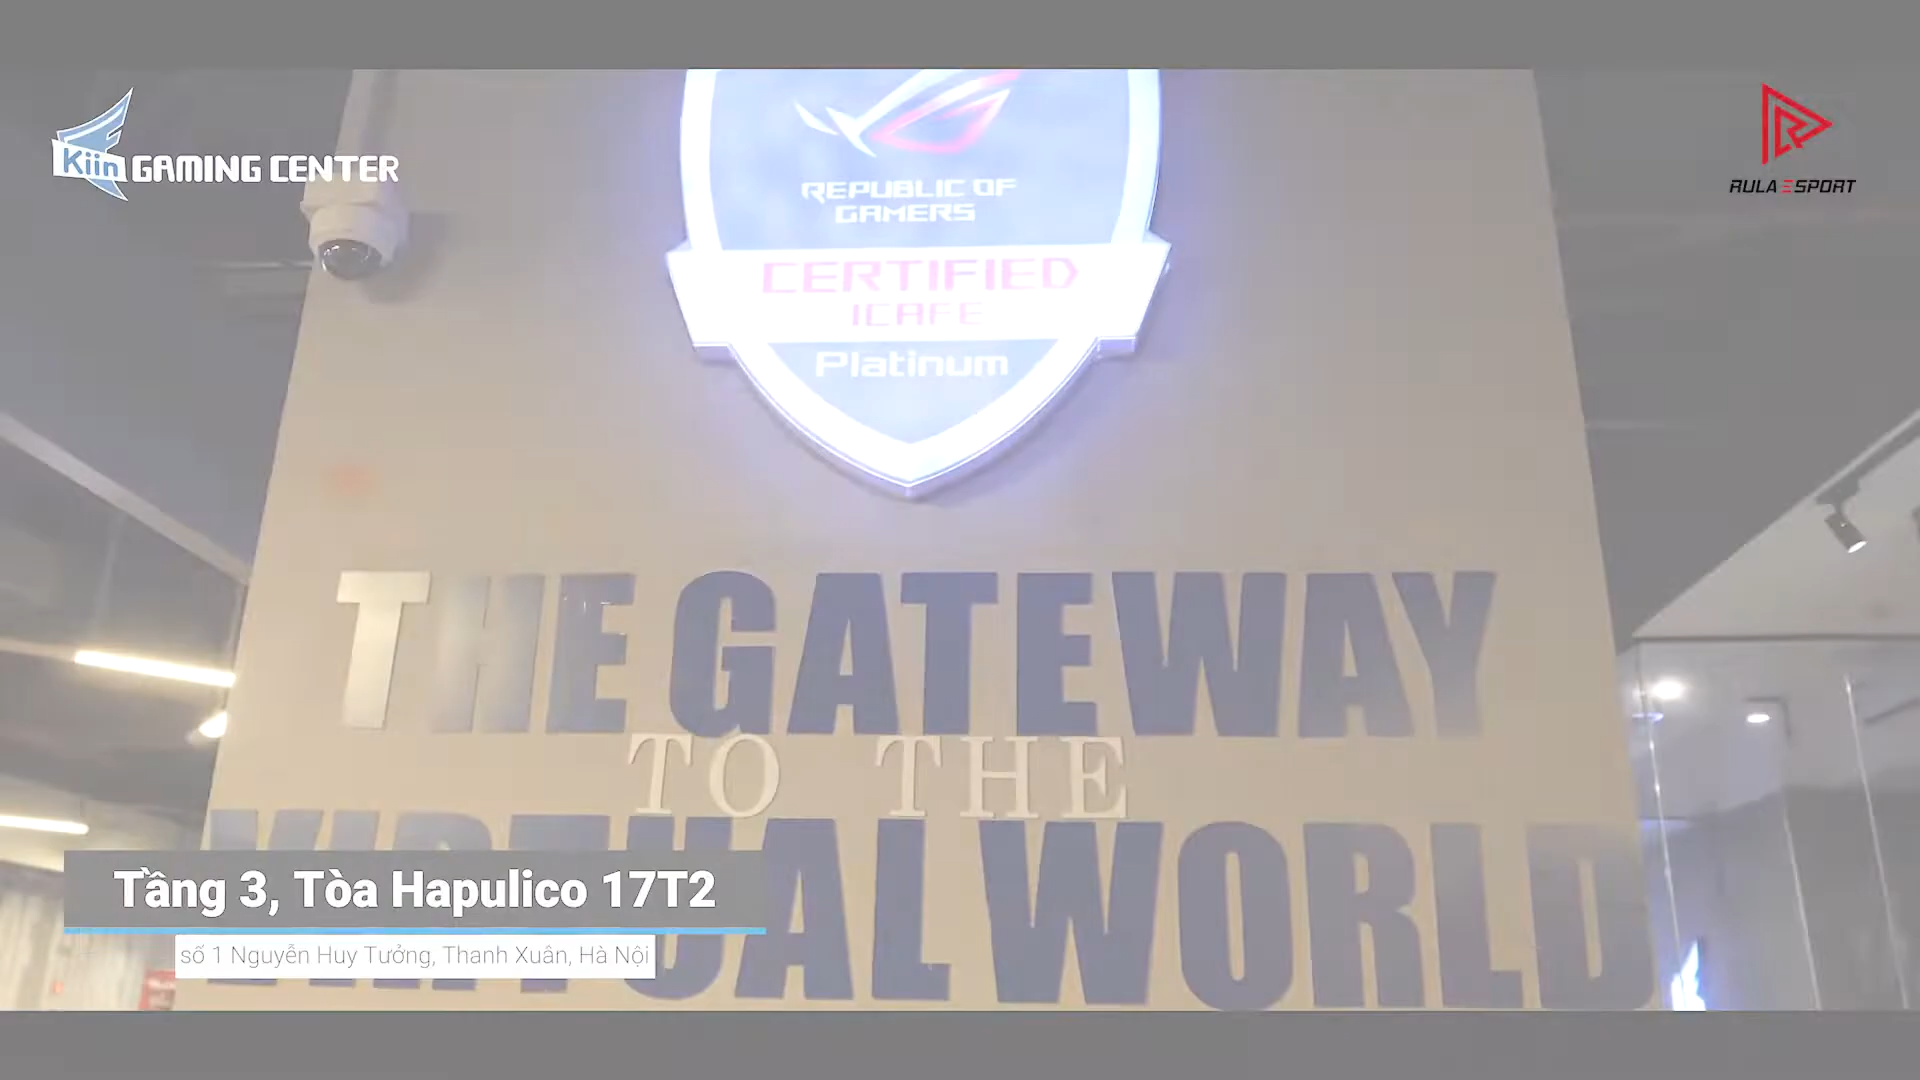 Kiin GAMING CENTER
RULA ESPORT
REPUBLIC OF
GAMERS
CERTIFIED
ICAFE
Platinum
THE GATEWAY
TO THE
VIRTUAL WORLD
Tầng 3, Tòa Hapulico 17T2
số 1 Nguyễn Huy Tưởng, Thanh Xuân, Hà Nội